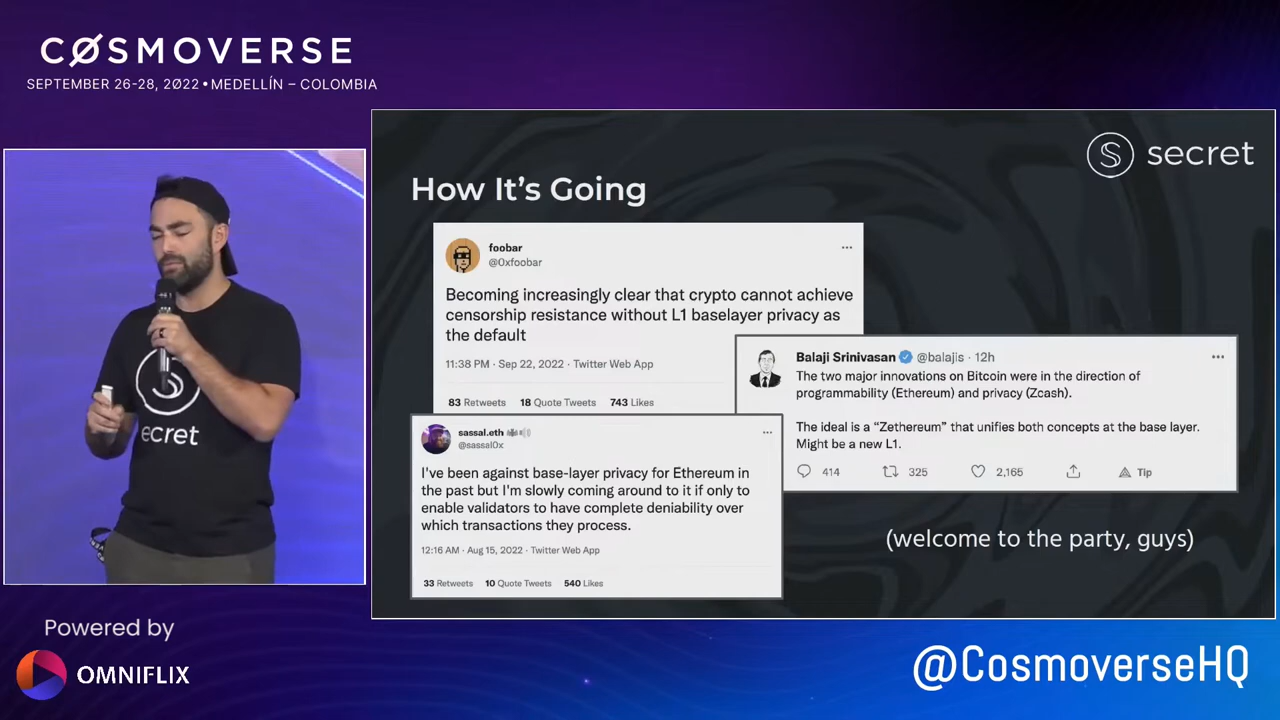 CØSMOVERSE
SEPTEMBER 26-28, 2Ø22 • MEDELLÍN – COLOMBIA
secret
How It's Going
foobar
@0xfoobar
Becoming increasingly clear that crypto cannot achieve
censorship resistance without L1 baselayer privacy as
the default
11:38 PM · Sep 22, 2022 · Twitter Web App
83 Retweets 18 Quote Tweets 743 Likes
Balaji Srinivasan @balajis · 12h
The two major innovations on Bitcoin were in the direction of
programmability (Ethereum) and privacy (Zcash).
The ideal is a “Zethereum” that unifies both concepts at the base layer.
Might be a new L1.
414 325 2,165 Tip
sassal.eth
@sassal0x
I've been against base-layer privacy for Ethereum in
the past but I'm slowly coming around to it if only to
enable validators to have complete deniability over
which transactions they process.
12:16 AM · Aug 15, 2022 · Twitter Web App
33 Retweets 10 Quote Tweets 540 Likes
(welcome to the party, guys)
ecret
Powered by
OMNIFLIX
@CosmoverseHQ